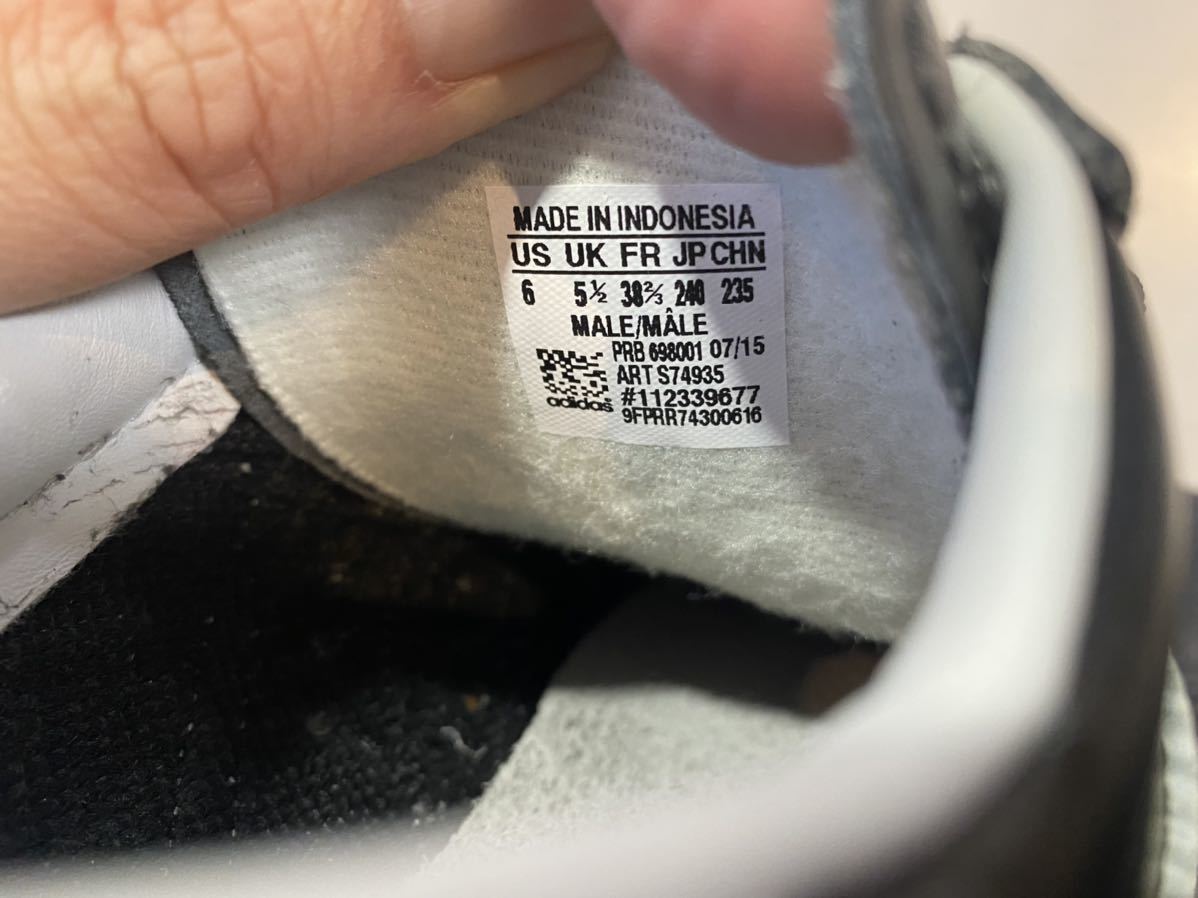 MADE IN INDONESIA
US UK FR JP CHN
6 5½ 38⅔ 240 235
MALE/MÂLE
PRB 698001 07/15
ART S74935
adidas #112339677
9FPRR74300616